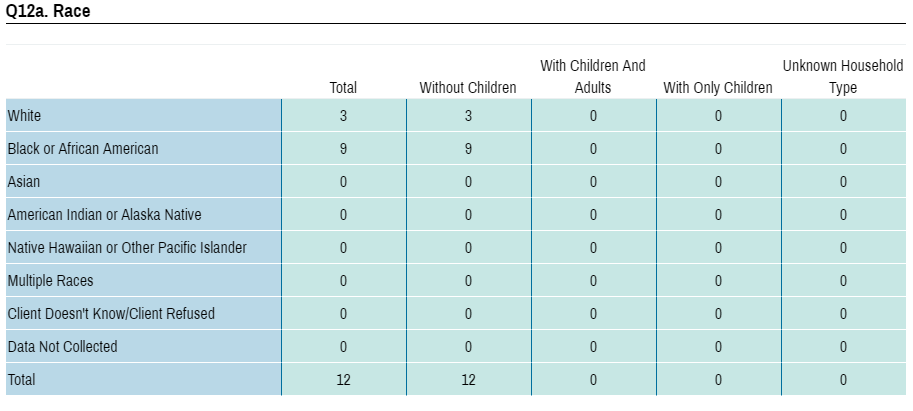 Q12a. Race
Total Without Children With Children And Adults With Only Children Unknown Household Type
White 3 3 0 0 0
Black or African American 9 9 0 0 0
Asian 0 0 0 0 0
American Indian or Alaska Native 0 0 0 0 0
Native Hawaiian or Other Pacific Islander 0 0 0 0 0
Multiple Races 0 0 0 0 0
Client Doesn't Know/Client Refused 0 0 0 0 0
Data Not Collected 0 0 0 0 0
Total 12 12 0 0 0